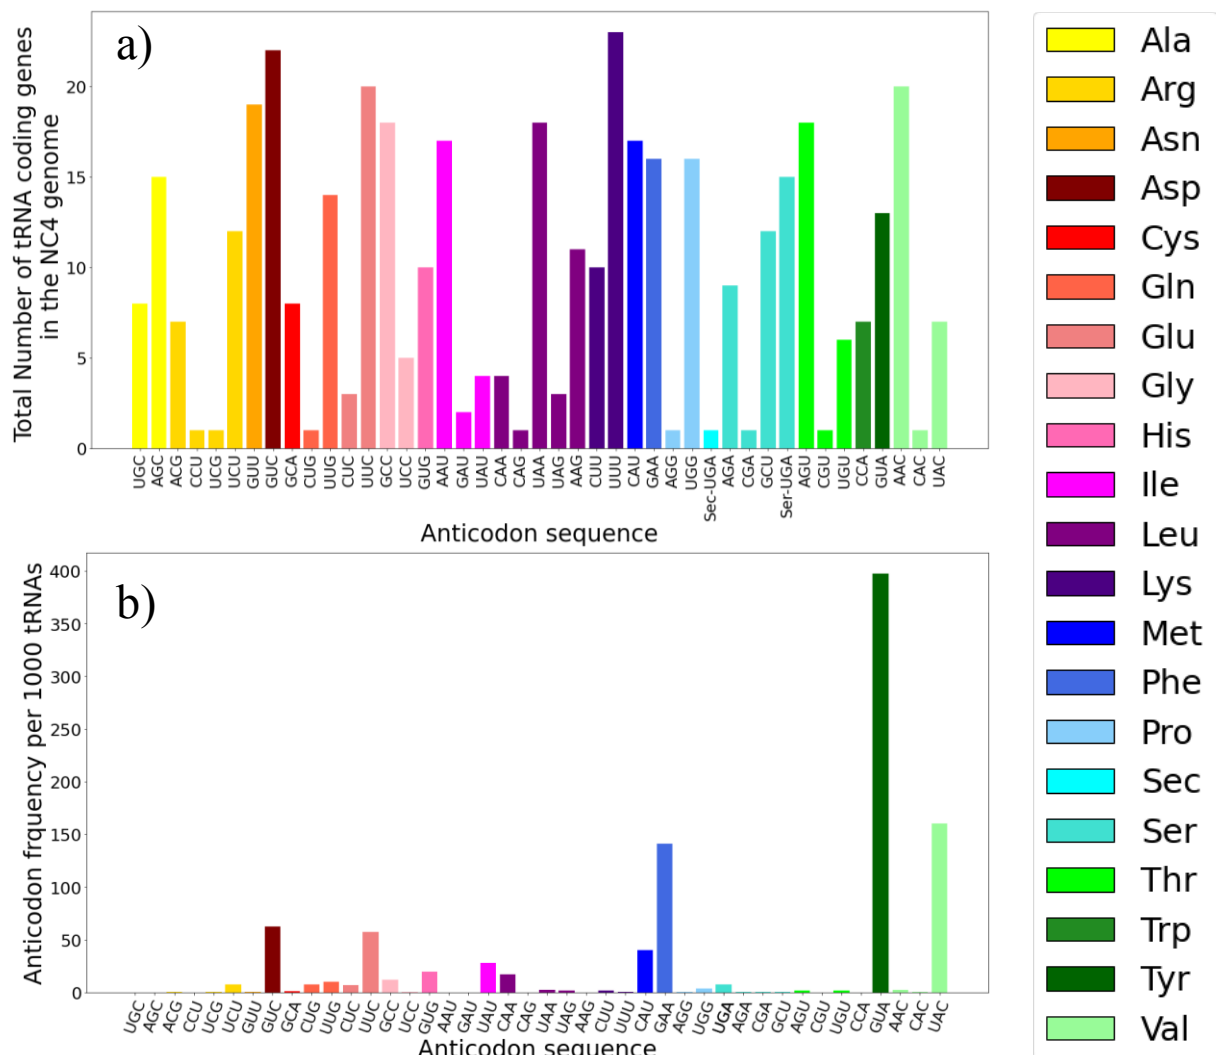 a)
Total Number of tRNA coding genes
in the NC4 genome
20
15
10
5
0
UGC AGC ACG CCU UCG UCU GUU GUC GCA CUG UUG CUC UUC GCC UCC GUG AUU GAU UAU CAA CAG UAA UAG AAG CUU UUU CAU GAA AGG UGG Sec-UGA AGA CGA GCU Ser-UGA AGU CGU UGU CCA GUA AAC CAC UAC
Anticodon sequence
b)
Anticodon frquency per 1000 tRNAs
400
350
300
250
200
150
100
50
0
UGC AGC ACG CCU UCG UCU GUU GUC GCA CUG UUG CUC UUC GCC UCC GUG AAU GAU UAU CAA CAG UAA UAG AAG CUU UUU CAU GAA AGG UGG UGA AGA CGA GCU AGU CGU UGU CCA GUA AAC CAC UAC
Anticodon sequence
Ala
Arg
Asn
Asp
Cys
Gln
Glu
Gly
His
Ile
Leu
Lys
Met
Phe
Pro
Sec
Ser
Thr
Trp
Tyr
Val